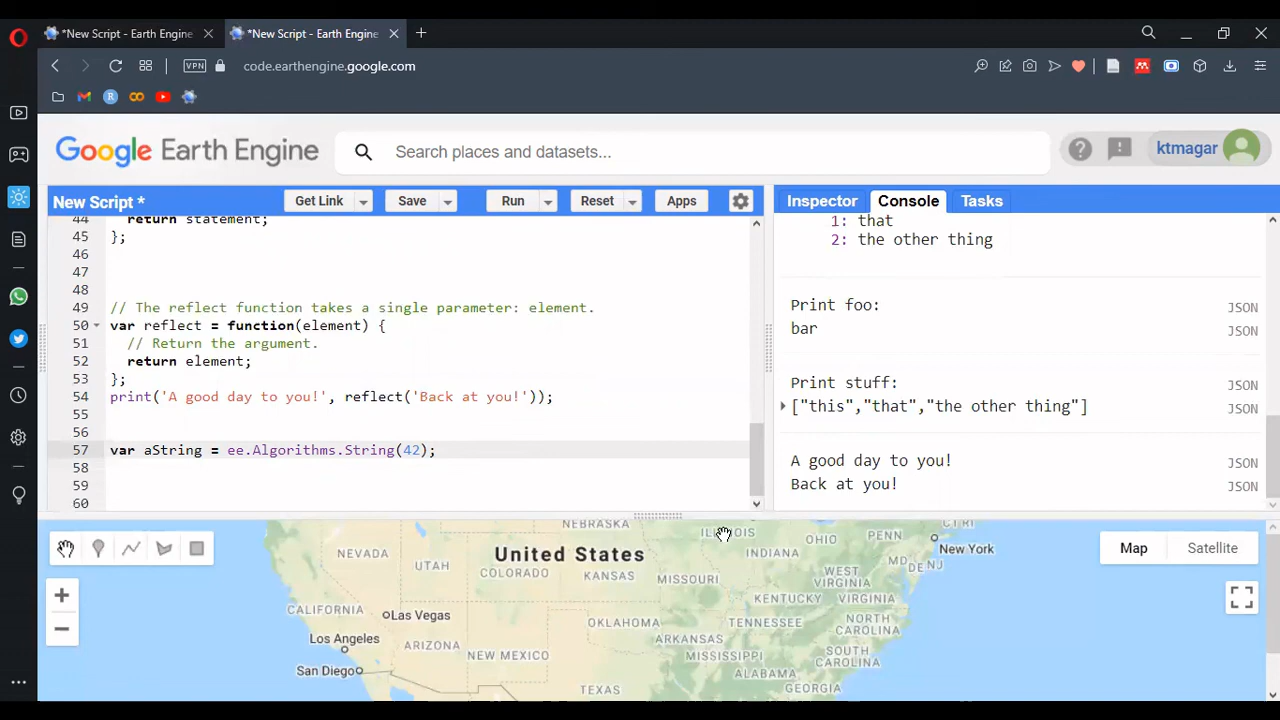 *New Script - Earth Engine
*New Script - Earth Engine
VPN
code.earthengine.google.com
Google Earth Engine
Search places and datasets...
ktmagar
New Script *
Get Link
Save
Run
Reset
Apps
Inspector
Console
Tasks
44 return statement;
45 };
46
47
48
49 // The reflect function takes a single parameter: element.
50 var reflect = function(element) {
51 // Return the argument.
52 return element;
53 };
54 print('A good day to you!', reflect('Back at you!'));
55
56
57 var aString = ee.Algorithms.String(42);
58
59
60
1: that
2: the other thing
Print foo:
JSON
bar
JSON
Print stuff:
JSON
["this","that","the other thing"]
JSON
A good day to you!
JSON
Back at you!
JSON
NEBRASKA
ILLINOIS
OHIO
PENN
CT RI
United States
NEVADA
UTAH
COLORADO
KANSAS
MISSOURI
INDIANA
WEST
VIRGINIA
MD
DE
NJ
New York
Map
Satellite
CALIFORNIA
Las Vegas
KENTUCKY
VIRGINIA
Los Angeles
ARIZONA
NEW MEXICO
OKLAHOMA
ARKANSAS
TENNESSEE
NORTH
CAROLINA
San Diego
MISSISSIPPI
SOUTH
CAROLINA
ALABAMA
TEXAS
GEORGIA